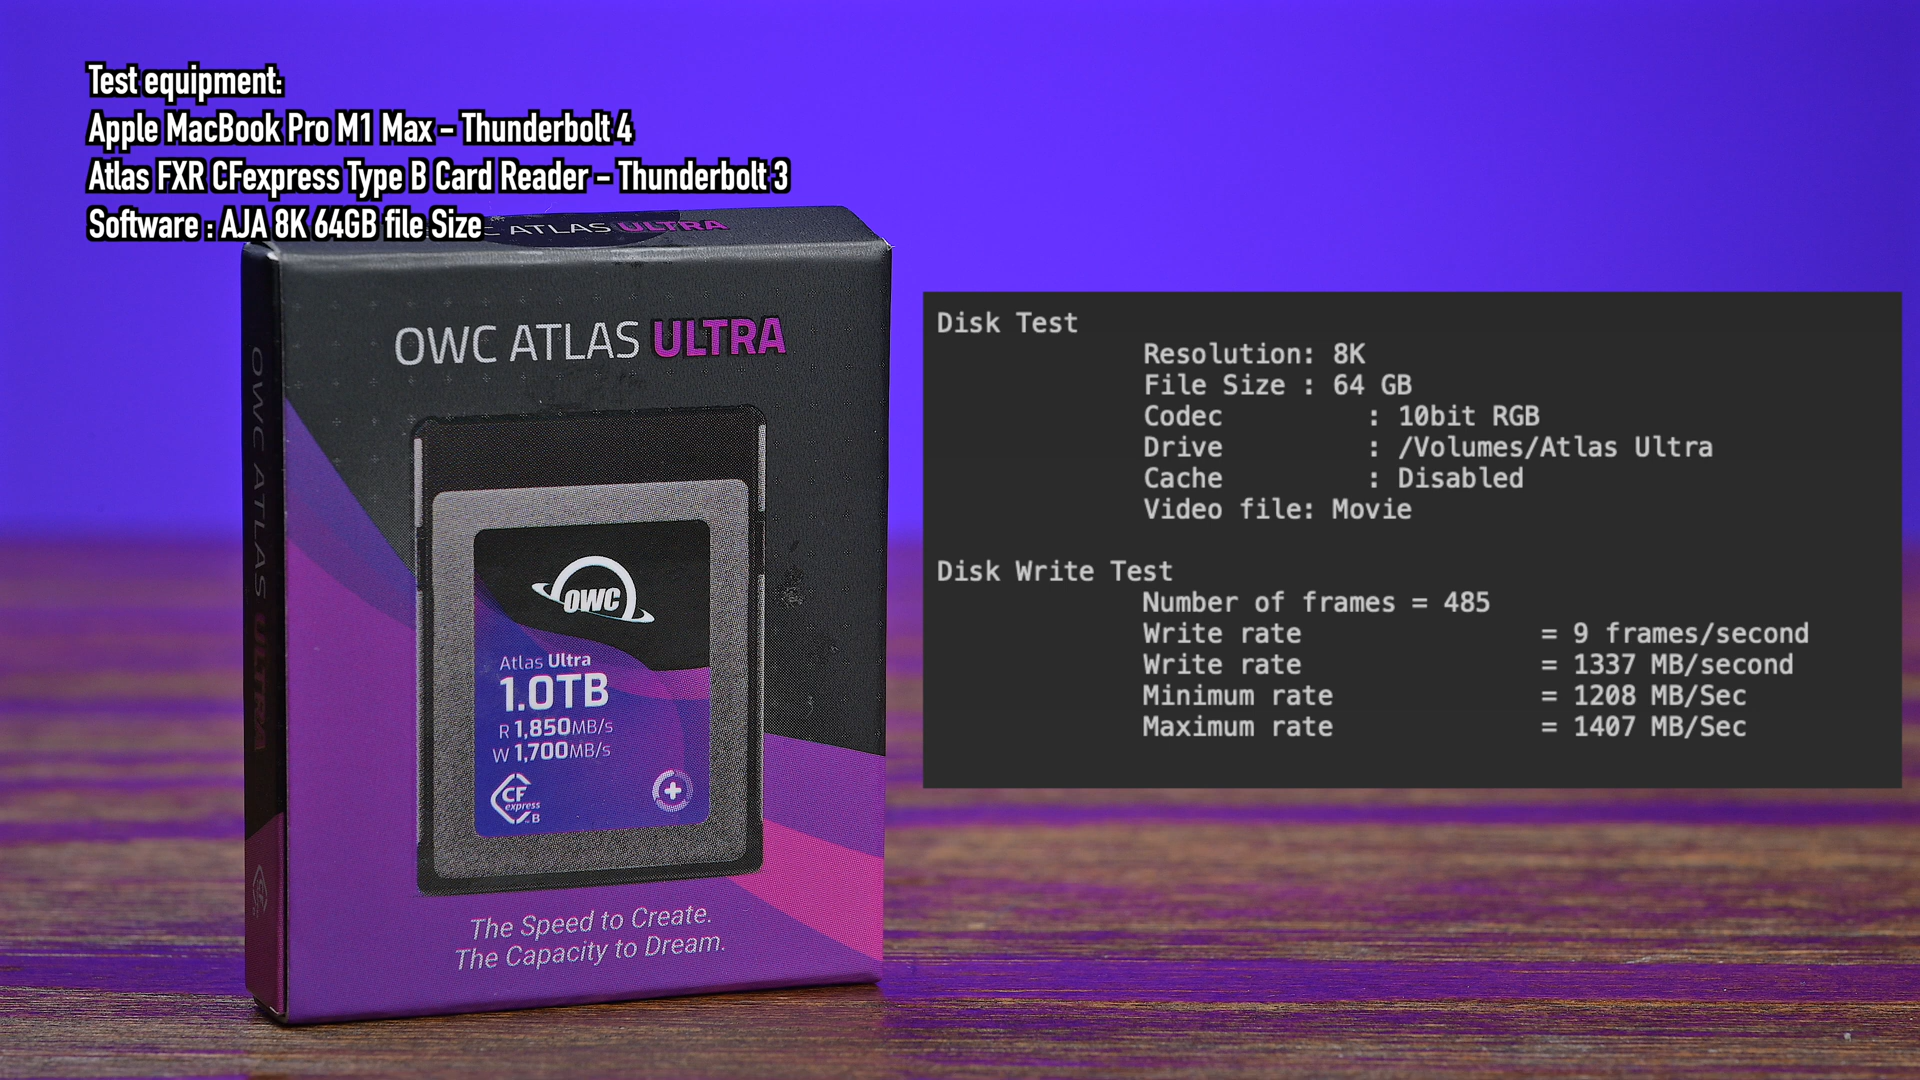 Test equipment:
Apple MacBook Pro M1 Max – Thunderbolt 4
Atlas FXR CFexpress Type B Card Reader – Thunderbolt 3
Software : AJA 8K 64GB file Size
ATLAS ULTRA
OWC ATLAS ULTRA
OWC ATLAS ULTRA
OWC
Atlas Ultra
1.0TB
R 1,850MB/s
W 1,700MB/s
CF
express
™ B
The Speed to Create.
The Capacity to Dream.
Disk Test
Resolution: 8K
File Size : 64 GB
Codec : 10bit RGB
Drive : /Volumes/Atlas Ultra
Cache : Disabled
Video file: Movie
Disk Write Test
Number of frames = 485
Write rate = 9 frames/second
Write rate = 1337 MB/second
Minimum rate = 1208 MB/Sec
Maximum rate = 1407 MB/Sec